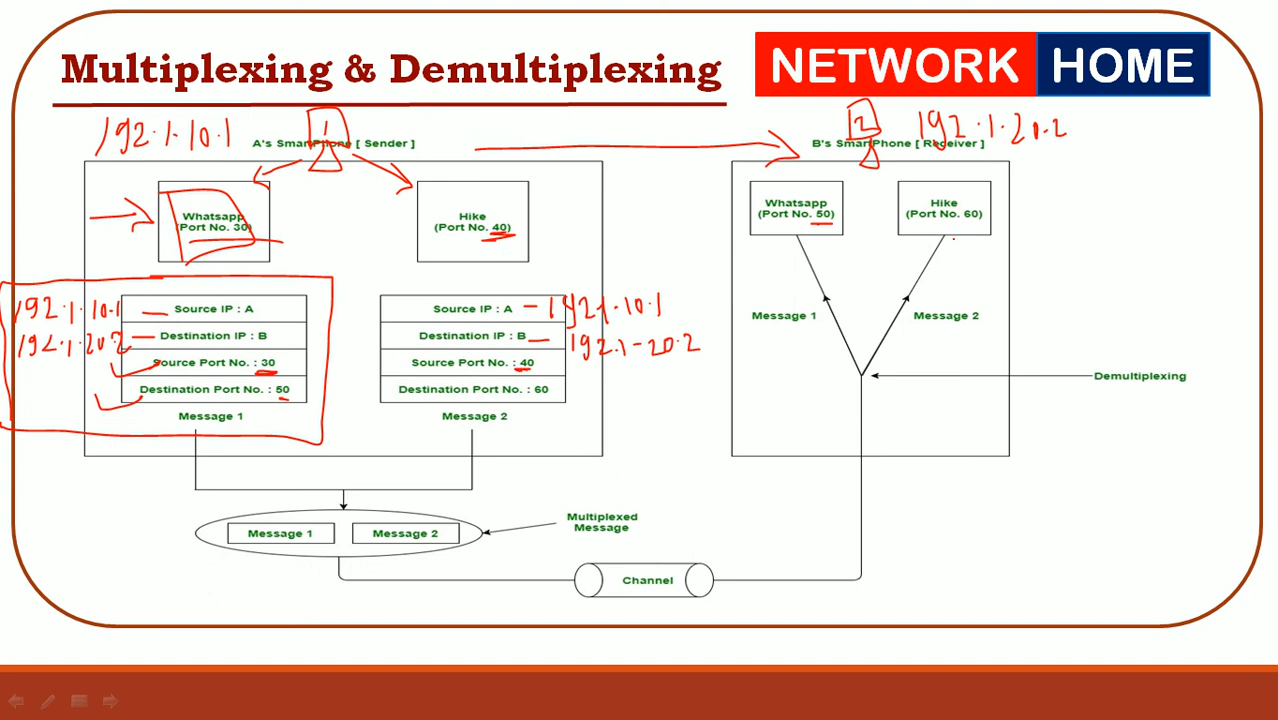 Multiplexing & Demultiplexing
NETWORK HOME
192.1.10.1
1
A's SmartPhone [ Sender ]
2
192.1.20.2
B's SmartPhone [ Receiver ]
Whatsapp
(Port No. 30)
Hike
(Port No. 40)
Whatsapp
(Port No. 50)
Hike
(Port No. 60)
192.1.10.1
Source IP : A
192.1.20.2
Destination IP : B
Source Port No. : 30
Destination Port No. : 50
Message 1
Source IP : A
192.1.10.1
Destination IP : B
192.1-20.2
Source Port No. : 40
Destination Port No. : 60
Message 2
Message 1
Message 2
Demultiplexing
Message 1
Message 2
Multiplexed
Message
Channel